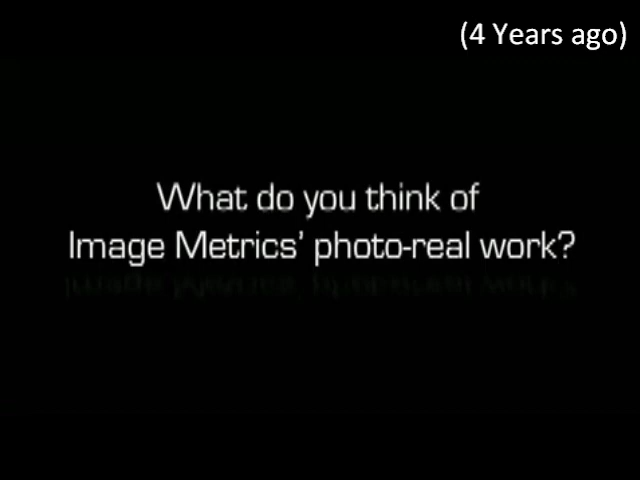 (4 Years ago)
What do you think of
Image Metrics' photo-real work?